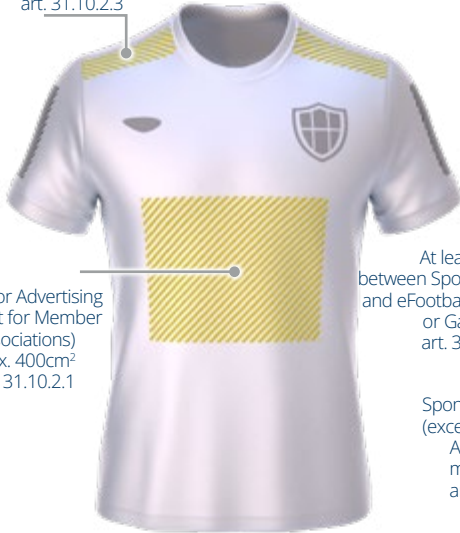 art. 31.10.2.3
or Advertising
t for Member
ociations)
x. 400cm²
31.10.2.1
At lea
between Spo
and eFootba
or Ga
art. 3
Spon
(exce
A
m
a